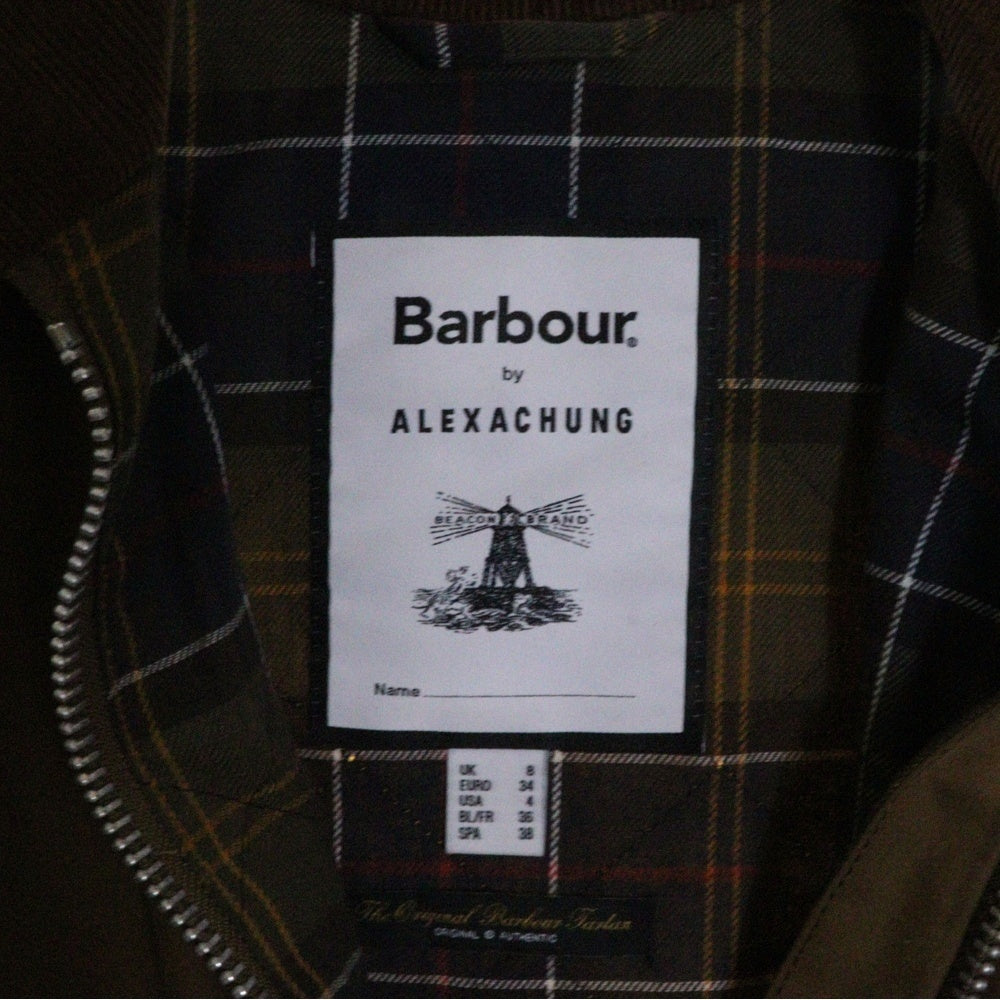 Barbour®
by
ALEXACHUNG
BEACON BRAND
Name
UK 8
EURO 34
USA 4
BL/FR 36
SPA 38
The Original Barbour Tartan
ORIGINAL & AUTHENTIC